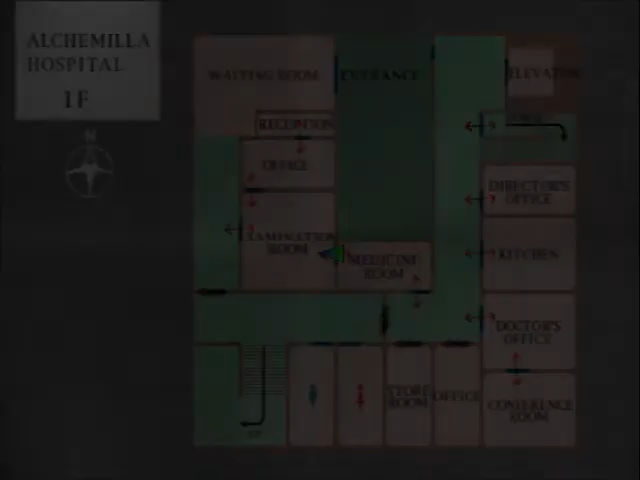 ALCHEMILLA
HOSPITAL
1F
N
WAITING ROOM
ENTRANCE
ELEVATOR
RECEPTION
OFFICE
DIRECTOR'S
OFFICE
EXAMINATION
ROOM
MEDICINE
ROOM
KITCHEN
DOCTOR'S
OFFICE
STORE
ROOM
OFFICE
CONFERENCE
ROOM